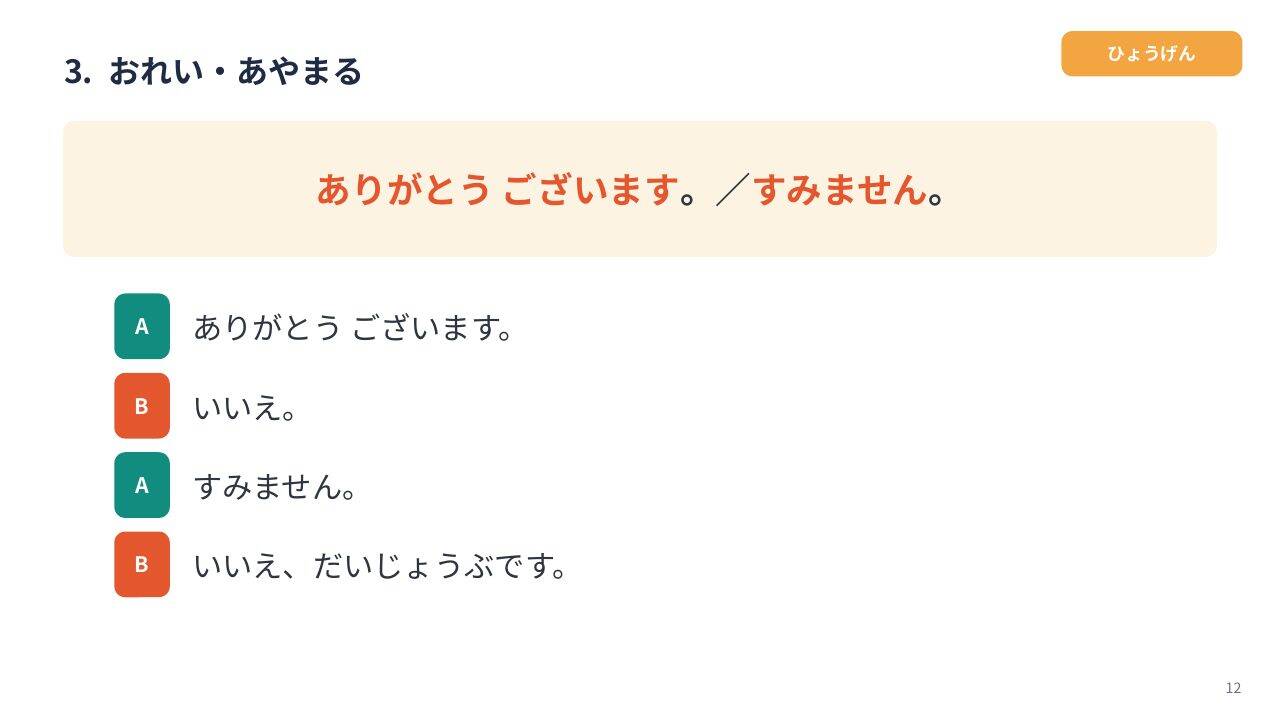 3. おれい・あやまる
ひょうげん
ありがとう ございます。／すみません。
A ありがとう ございます。
B いいえ。
A すみません。
B いいえ、だいじょうぶです。
12